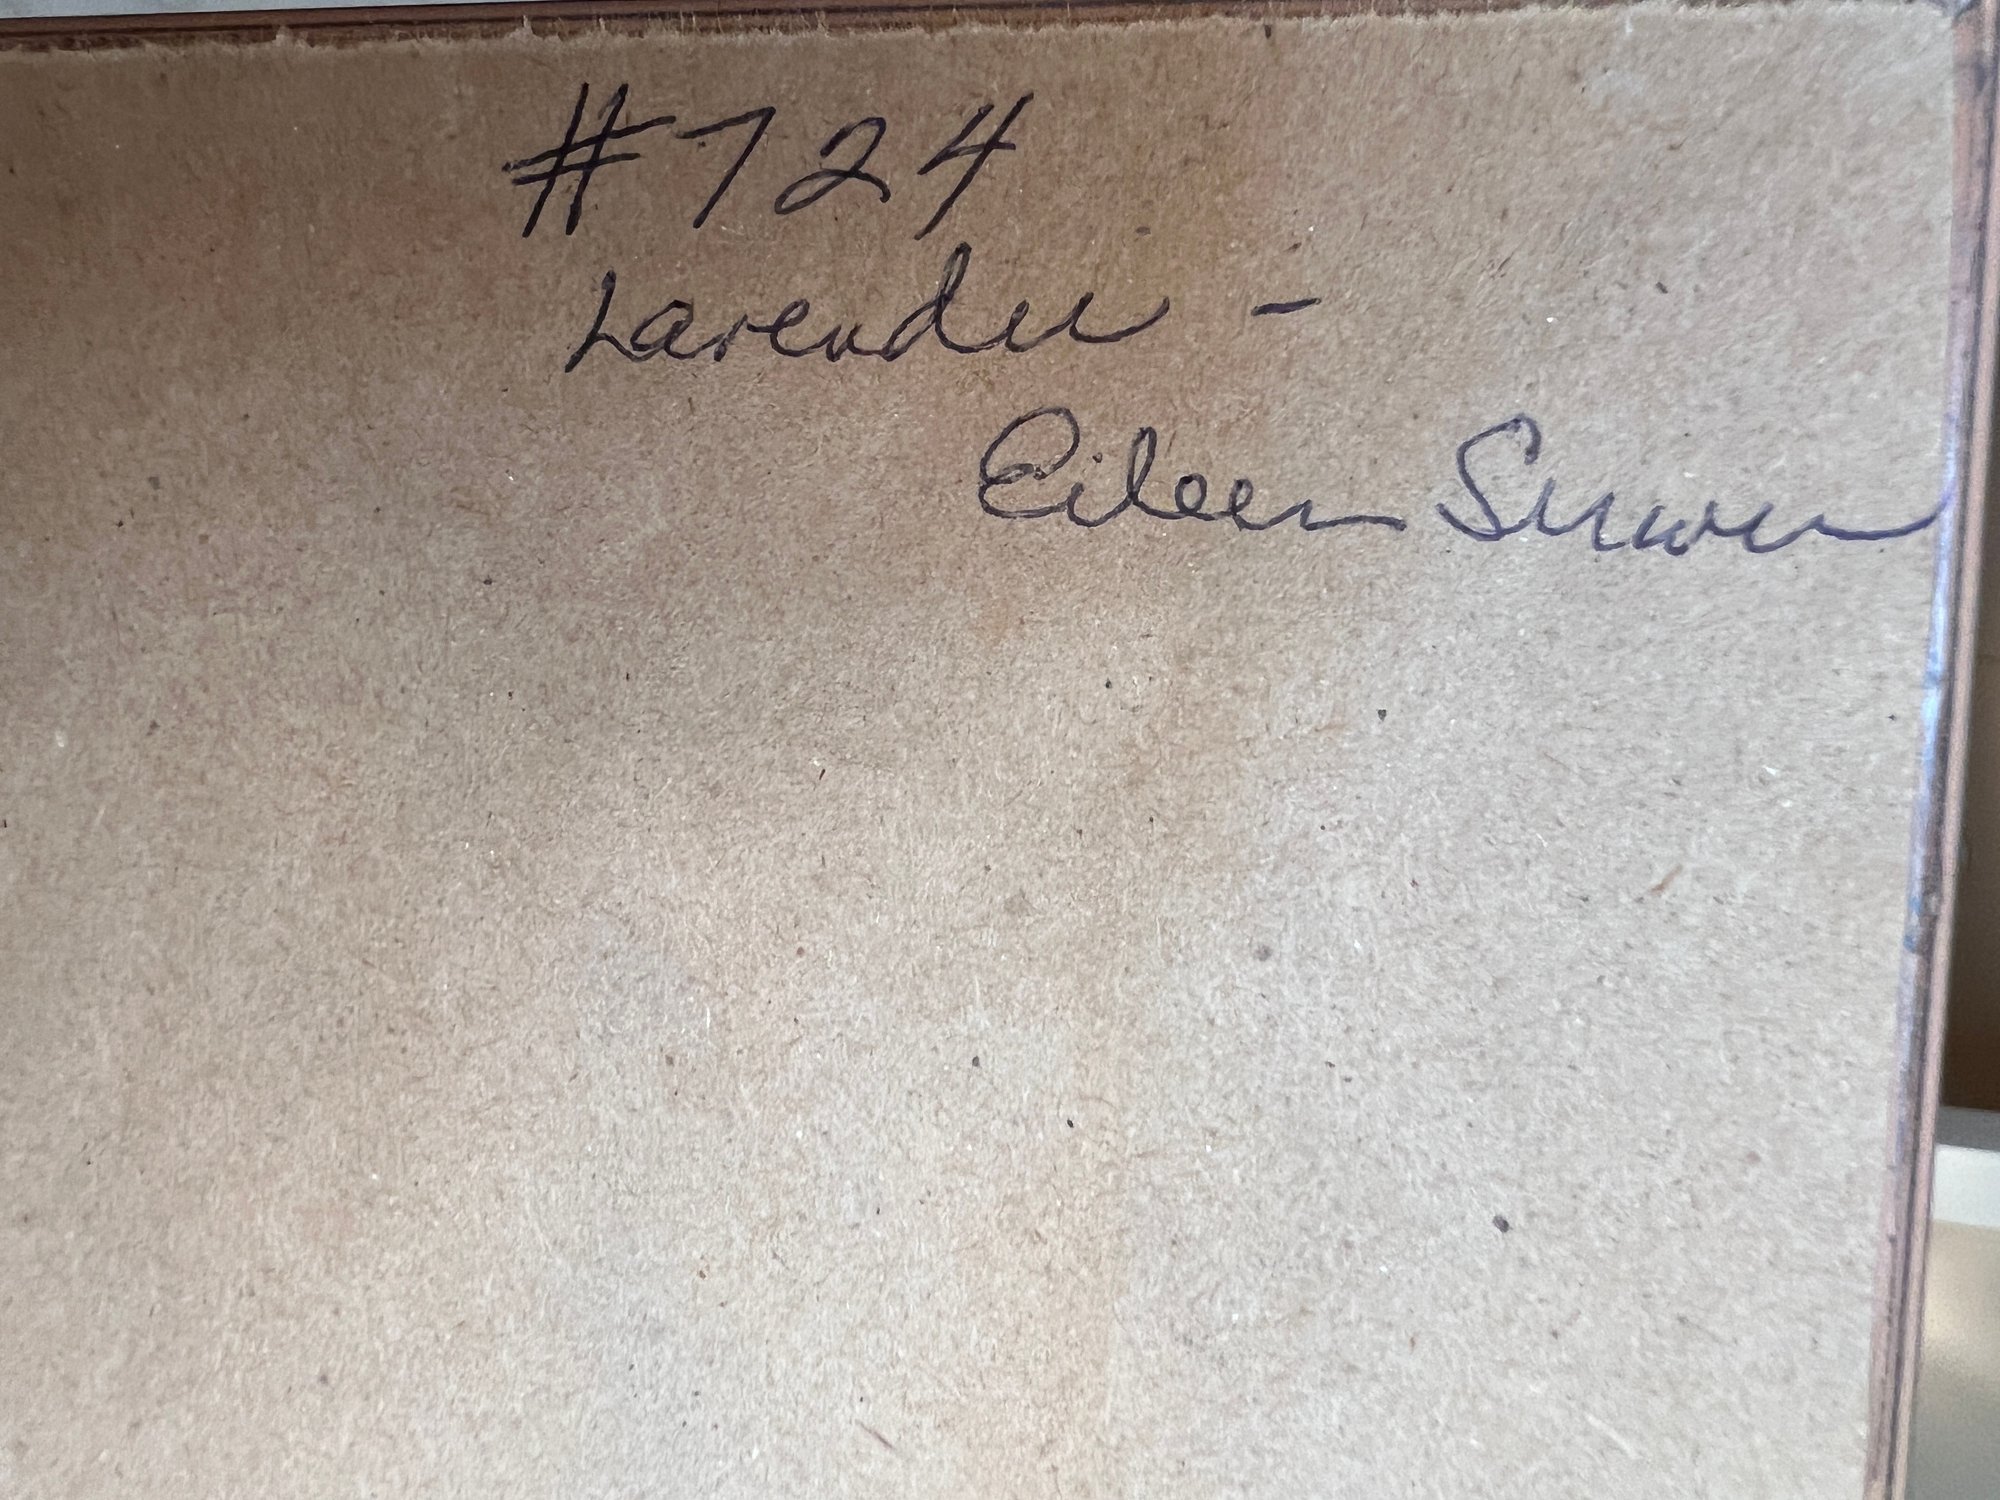 #724
Lavender -
Eileen